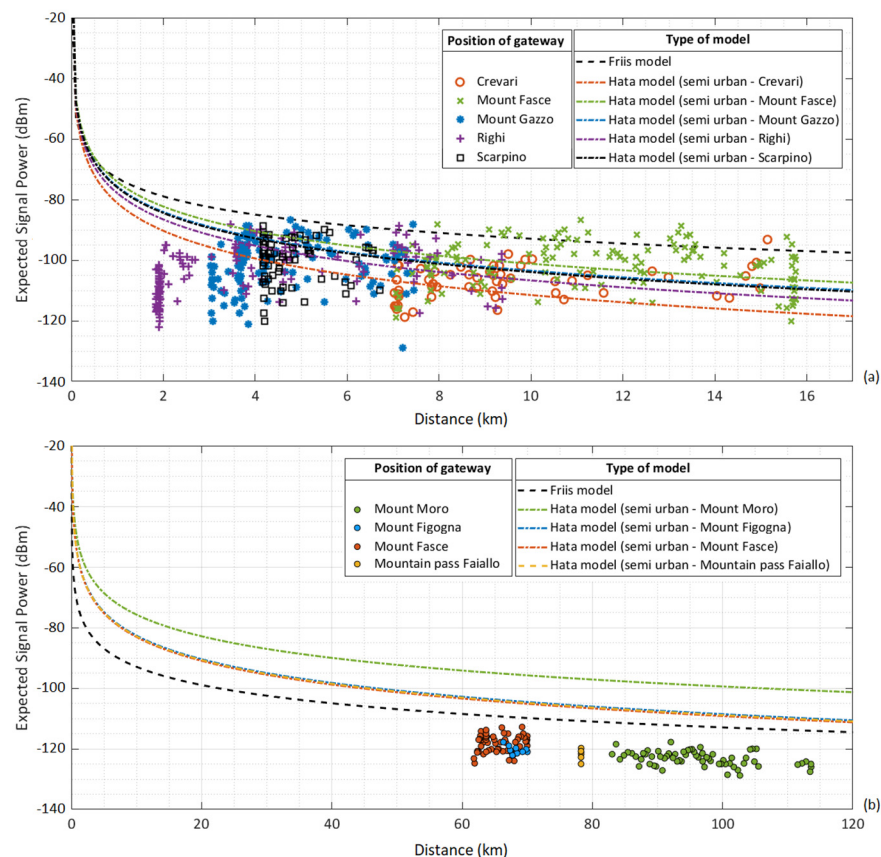 -20
-40
-60
-80
-100
-120
-140
0
2
4
6
8
10
12
14
16
Expected Signal Power (dBm)
Distance (km)
Position of gateway
Type of model
Crevari
Mount Fasce
Mount Gazzo
Righi
Scarpino
Friis model
Hata model (semi urban - Crevari)
Hata model (semi urban - Mount Fasce)
Hata model (semi urban - Mount Gazzo)
Hata model (semi urban - Righi)
Hata model (semi urban - Scarpino)
(a)
-20
-40
-60
-80
-100
-120
-140
0
20
40
60
80
100
120
Expected Signal Power (dBm)
Distance (km)
Position of gateway
Type of model
Mount Moro
Mount Figogna
Mount Fasce
Mountain pass Faiallo
Friis model
Hata model (semi urban - Mount Moro)
Hata model (semi urban - Mount Figogna)
Hata model (semi urban - Mount Fasce)
Hata model (semi urban - Mountain pass Faiallo)
(b)